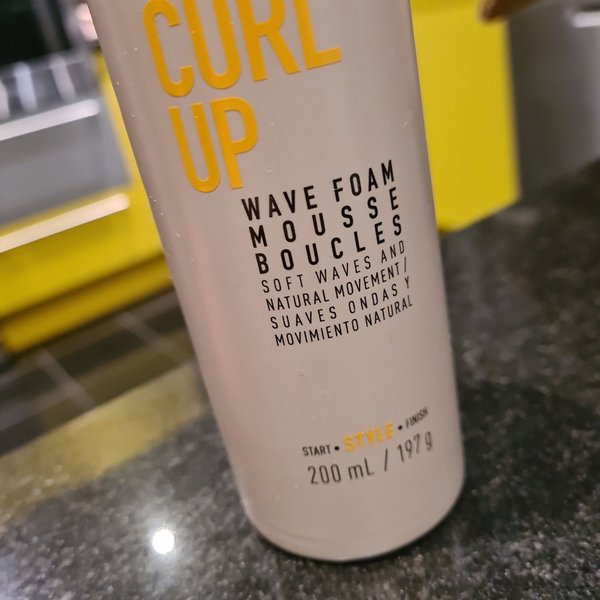 CURL
UP
WAVE FOAM
MOUSSE
BOUCLES
SOFT WAVES AND
NATURAL MOVEMENT/
SUAVES ONDAS Y
MOVIMIENTO NATURAL
START • STYLE • FINISH
200 mL / 197 g